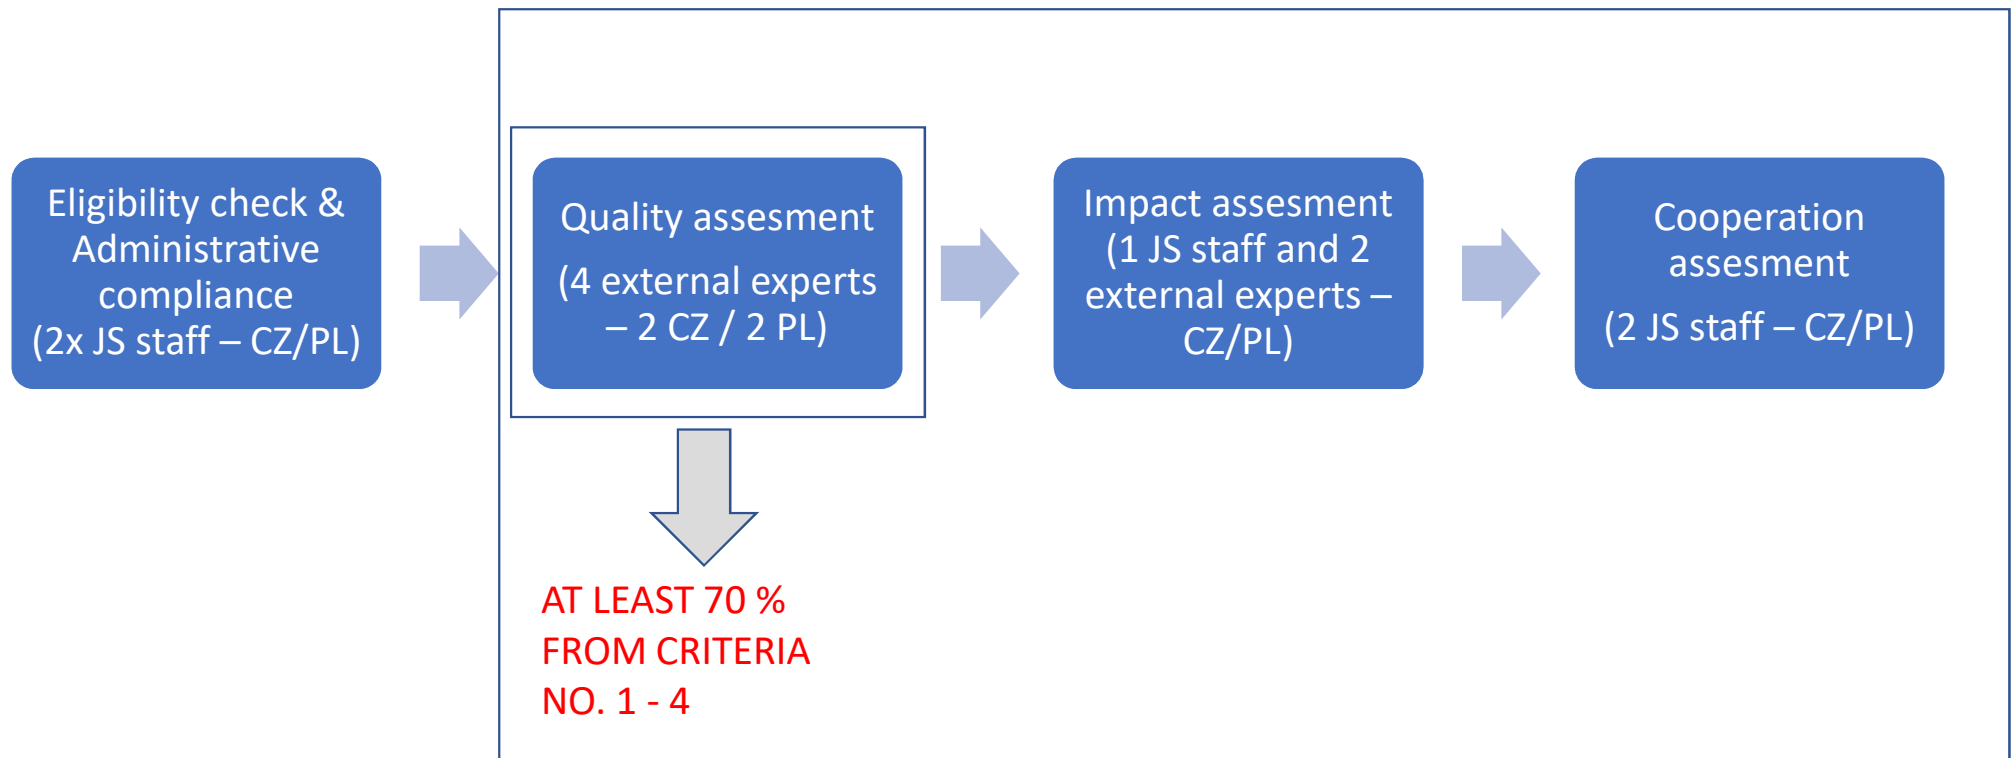 Eligibility check &
Administrative
compliance
(2x JS staff – CZ/PL)
Quality assesment
(4 external experts
– 2 CZ / 2 PL)
Impact assesment
(1 JS staff and 2
external experts –
CZ/PL)
Cooperation
assesment
(2 JS staff – CZ/PL)
AT LEAST 70 %
FROM CRITERIA
NO. 1 - 4